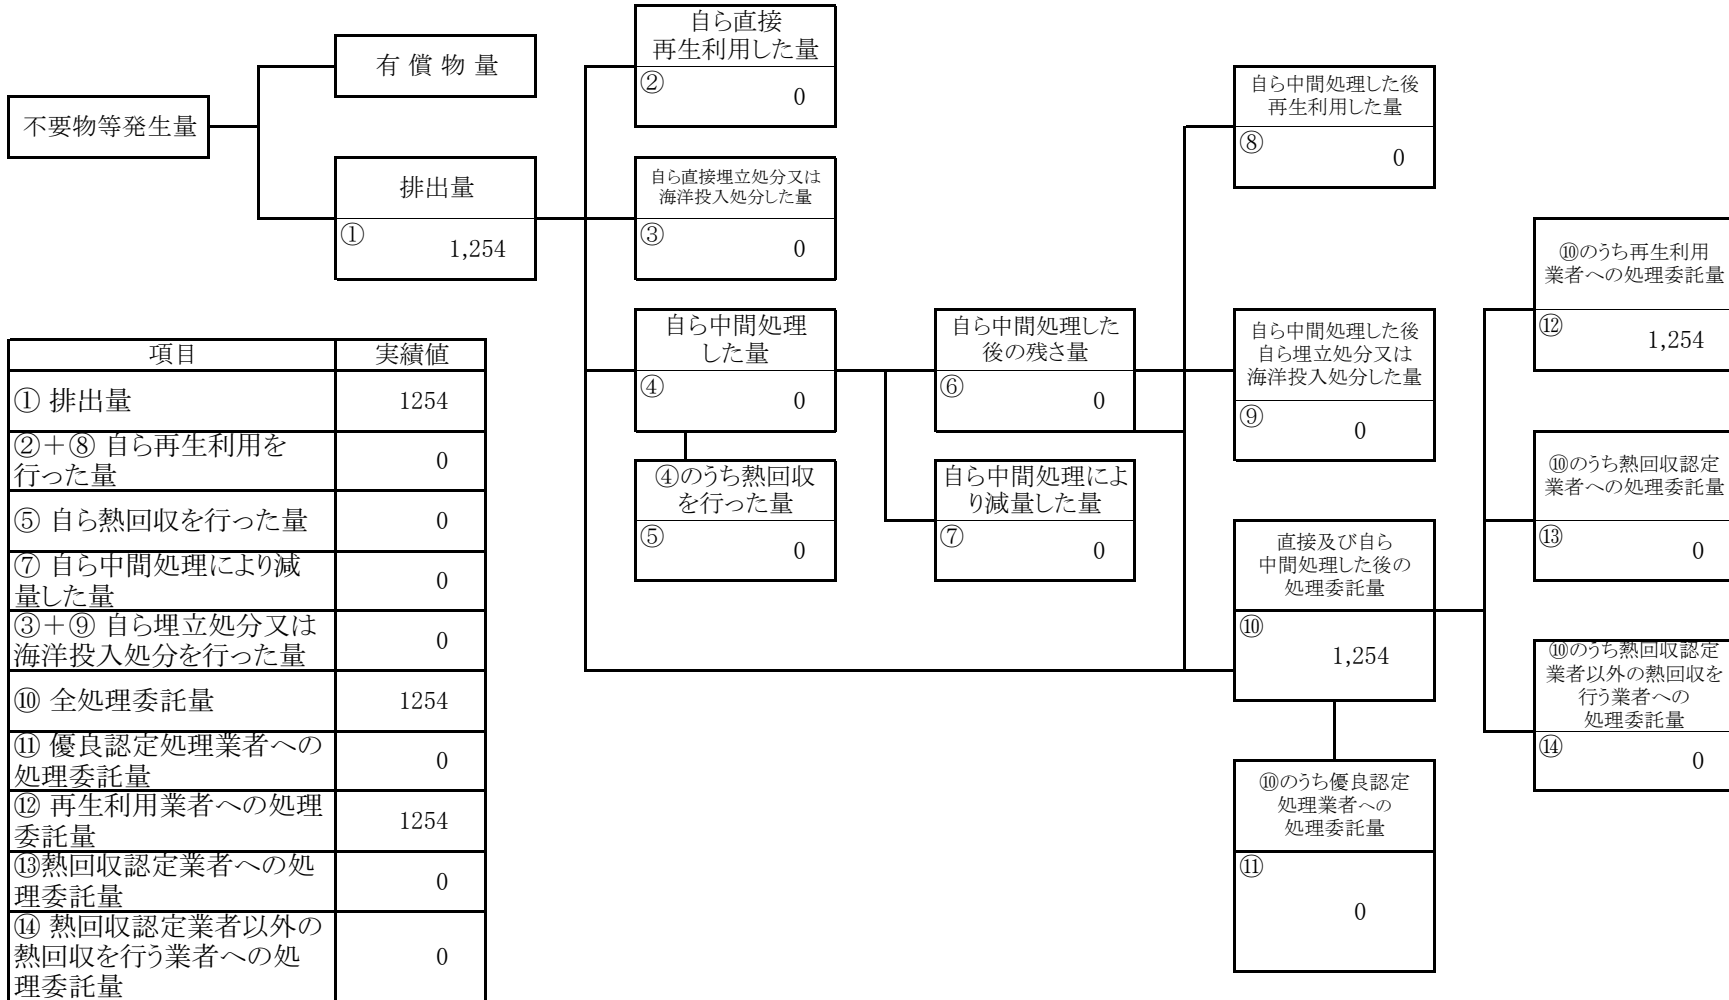 不要物等発生量
有 償 物 量
排出量
①
1,254
自ら直接
再生利用した量
②
0
自ら直接埋立処分又は
海洋投入処分した量
③
0
自ら中間処理
した量
④
0
④のうち熱回収
を行った量
⑤
0
自ら中間処理した
後の残さ量
⑥
0
自ら中間処理によ
り減量した量
⑦
0
自ら中間処理した後
再生利用した量
⑧
0
自ら中間処理した後
自ら埋立処分又は
海洋投入処分した量
⑨
0
直接及び自ら
中間処理した後の
処理委託量
⑩
1,254
⑩のうち優良認定
処理業者への
処理委託量
⑪
0
⑩のうち再生利用
業者への処理委託量
⑫
1,254
⑩のうち熱回収認定
業者への処理委託量
⑬
0
⑩のうち熱回収認定
業者以外の熱回収を
行う業者への
処理委託量
⑭
0
項目 実績値
① 排出量 1254
②＋⑧ 自ら再生利用を
行った量 0
⑤ 自ら熱回収を行った量 0
⑦ 自ら中間処理により減
量した量 0
③＋⑨ 自ら埋立処分又は
海洋投入処分を行った量 0
⑩ 全処理委託量 1254
⑪ 優良認定処理業者への
処理委託量 0
⑫ 再生利用業者への処理
委託量 1254
⑬熱回収認定業者への処
理委託量 0
⑭ 熱回収認定業者以外の
熱回収を行う業者への処
理委託量 0